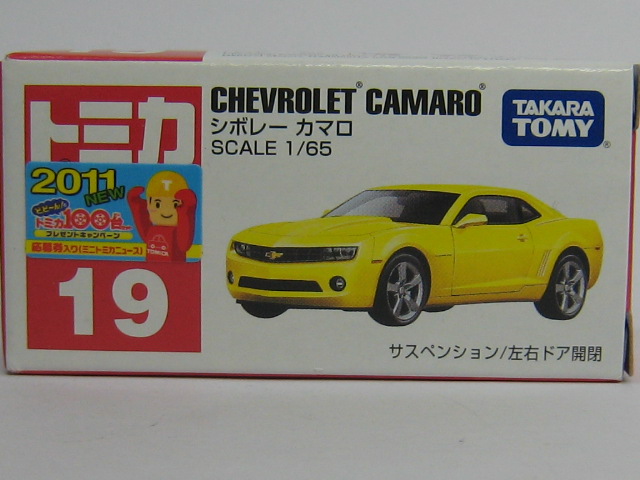 トミカ
CHEVROLET® CAMARO®
シボレー カマロ
SCALE 1/65
TAKARA
TOMY®
2011 NEW
T
トミカ100台
プレゼントキャンペーン
応募券入り(ミニトミカニュース)
TOMICA
19
サスペンション/左右ドア開閉